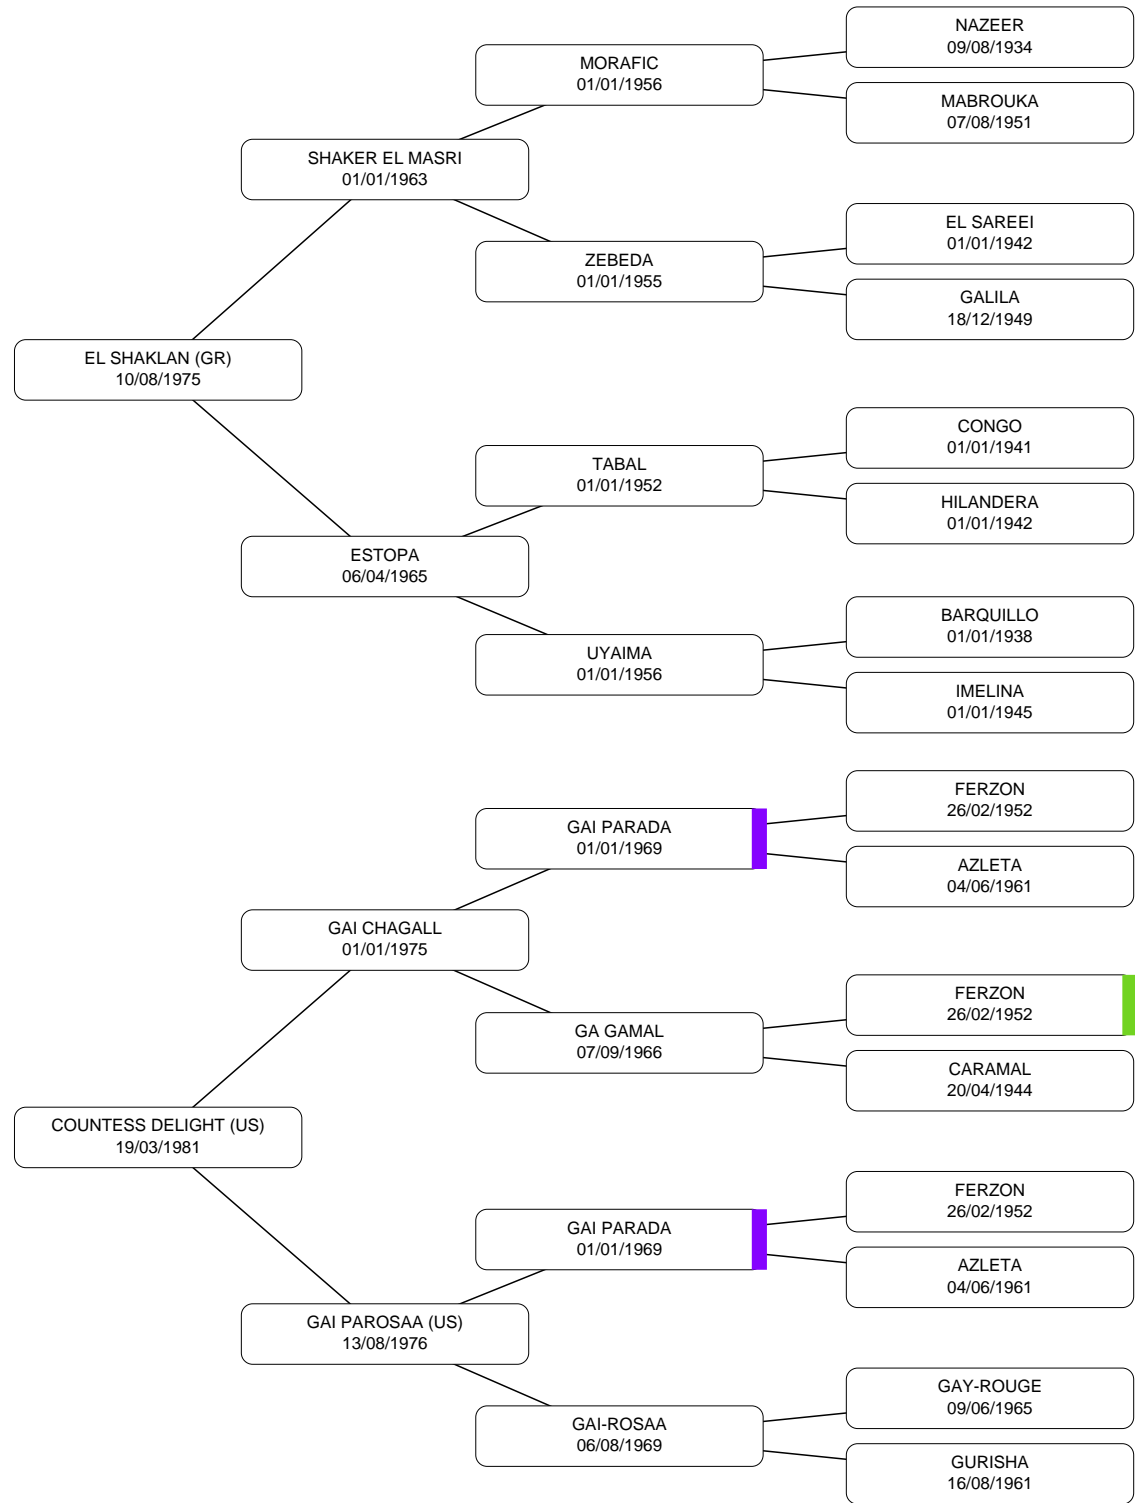 NAZEER
09/08/1934
MORAFIC
01/01/1956
MABROUKA
07/08/1951
SHAKER EL MASRI
01/01/1963
EL SAREEI
01/01/1942
ZEBEDA
01/01/1955
GALILA
18/12/1949
EL SHAKLAN (GR)
10/08/1975
CONGO
01/01/1941
TABAL
01/01/1952
HILANDERA
01/01/1942
ESTOPA
06/04/1965
BARQUILLO
01/01/1938
UYAIMA
01/01/1956
IMELINA
01/01/1945
FERZON
26/02/1952
GAI PARADA
01/01/1969
AZLETA
04/06/1961
GAI CHAGALL
01/01/1975
FERZON
26/02/1952
GA GAMAL
07/09/1966
CARAMAL
20/04/1944
COUNTESS DELIGHT (US)
19/03/1981
FERZON
26/02/1952
GAI PARADA
01/01/1969
AZLETA
04/06/1961
GAI PAROSAA (US)
13/08/1976
GAY-ROUGE
09/06/1965
GAI-ROSAA
06/08/1969
GURISHA
16/08/1961